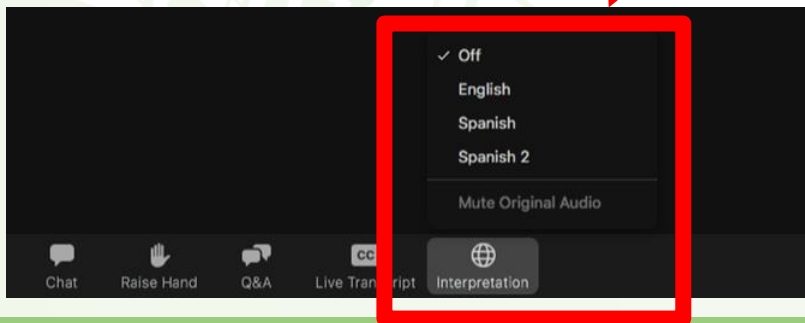 Off
English
Spanish
Spanish 2
Mute Original Audio
Chat Raise Hand Q&A CC Live Transcript Interpretation